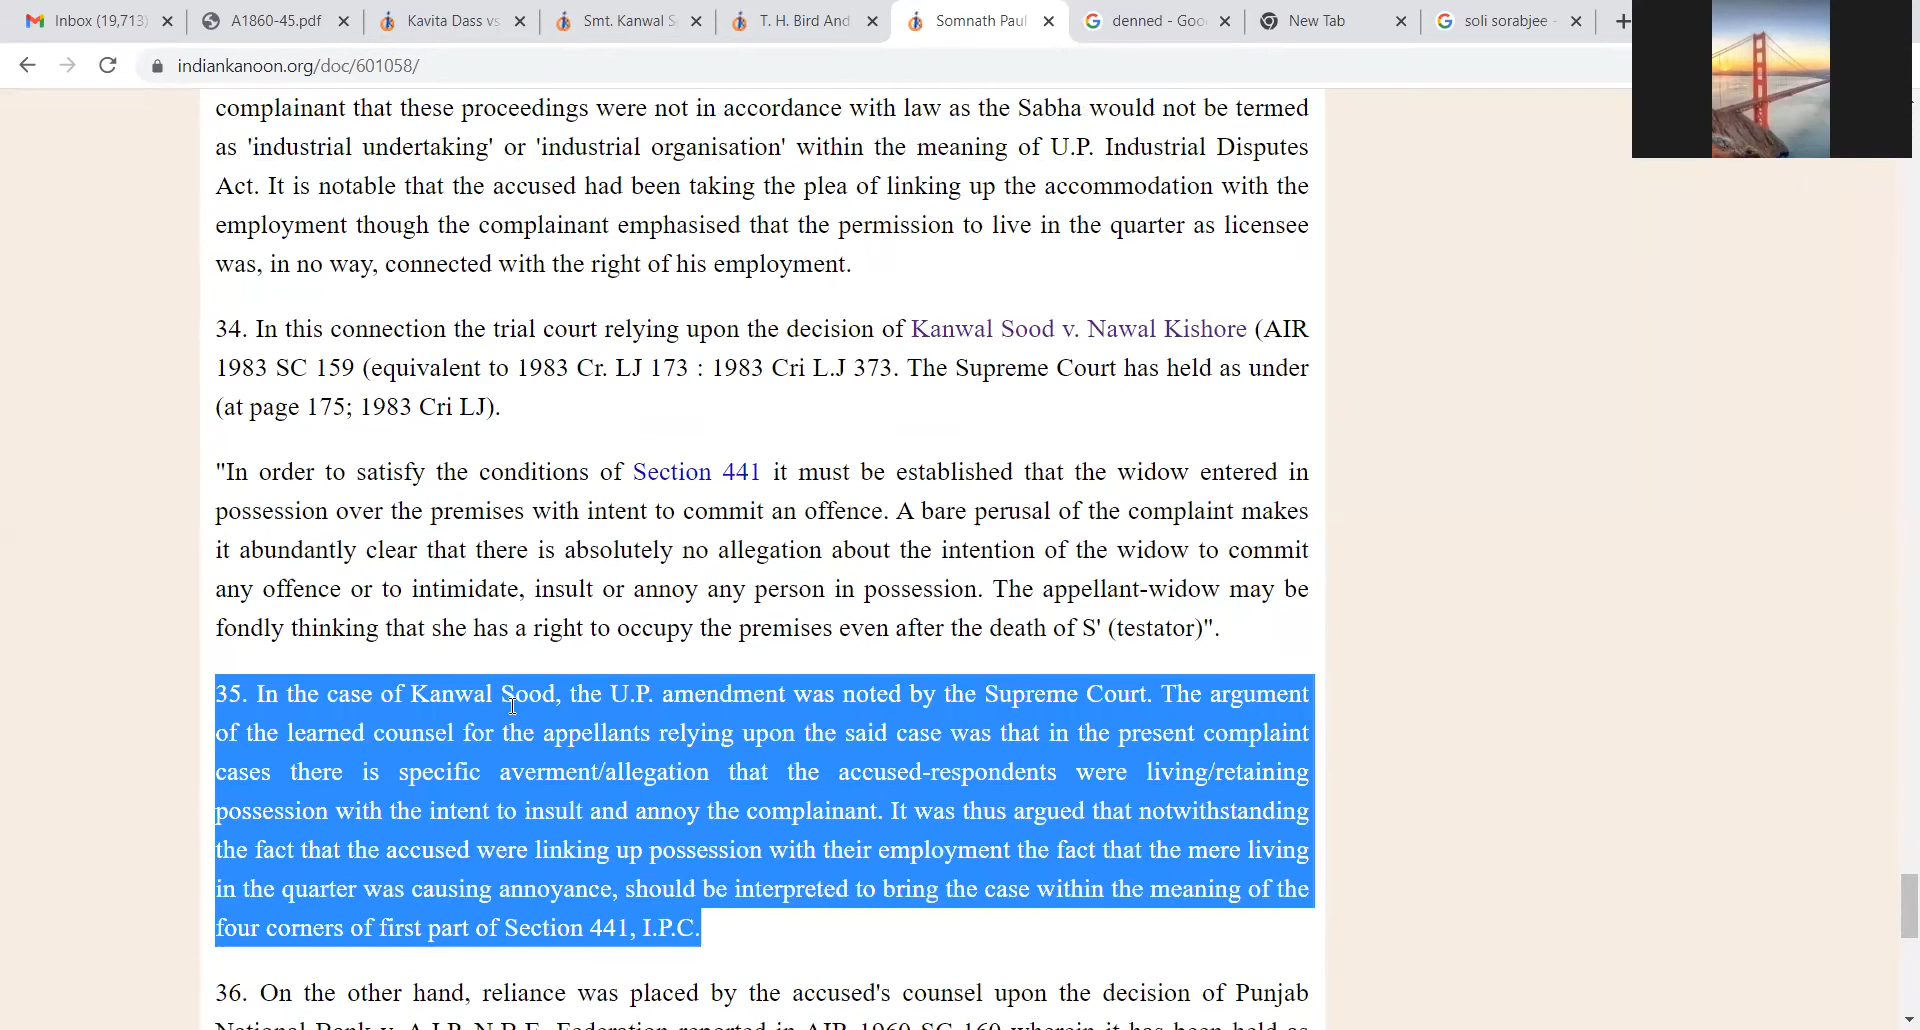 Inbox (19,713)
A1860-45.pdf
Kavita Dass vs
Smt. Kanwal S
T. H. Bird And
Somnath Paul
denned - Goo
New Tab
soli sorabjee -
indiankanoon.org/doc/601058/
complainant that these proceedings were not in accordance with law as the Sabha would not be termed
as 'industrial undertaking' or 'industrial organisation' within the meaning of U.P. Industrial Disputes
Act. It is notable that the accused had been taking the plea of linking up the accommodation with the
employment though the complainant emphasised that the permission to live in the quarter as licensee
was, in no way, connected with the right of his employment.
34. In this connection the trial court relying upon the decision of Kanwal Sood v. Nawal Kishore (AIR
1983 SC 159 (equivalent to 1983 Cr. LJ 173 : 1983 Cri L.J 373. The Supreme Court has held as under
(at page 175; 1983 Cri LJ).
"In order to satisfy the conditions of Section 441 it must be established that the widow entered in
possession over the premises with intent to commit an offence. A bare perusal of the complaint makes
it abundantly clear that there is absolutely no allegation about the intention of the widow to commit
any offence or to intimidate, insult or annoy any person in possession. The appellant-widow may be
fondly thinking that she has a right to occupy the premises even after the death of S' (testator)".
35. In the case of Kanwal Sood, the U.P. amendment was noted by the Supreme Court. The argument
of the learned counsel for the appellants relying upon the said case was that in the present complaint
cases there is specific averment/allegation that the accused-respondents were living/retaining
possession with the intent to insult and annoy the complainant. It was thus argued that notwithstanding
the fact that the accused were linking up possession with their employment the fact that the mere living
in the quarter was causing annoyance, should be interpreted to bring the case within the meaning of the
four corners of first part of Section 441, I.P.C.
36. On the other hand, reliance was placed by the accused's counsel upon the decision of Punjab
National Bank v. A.I.P. N.B.E. Federation reported in AIR 1960 SC 160 wherein it has been held as